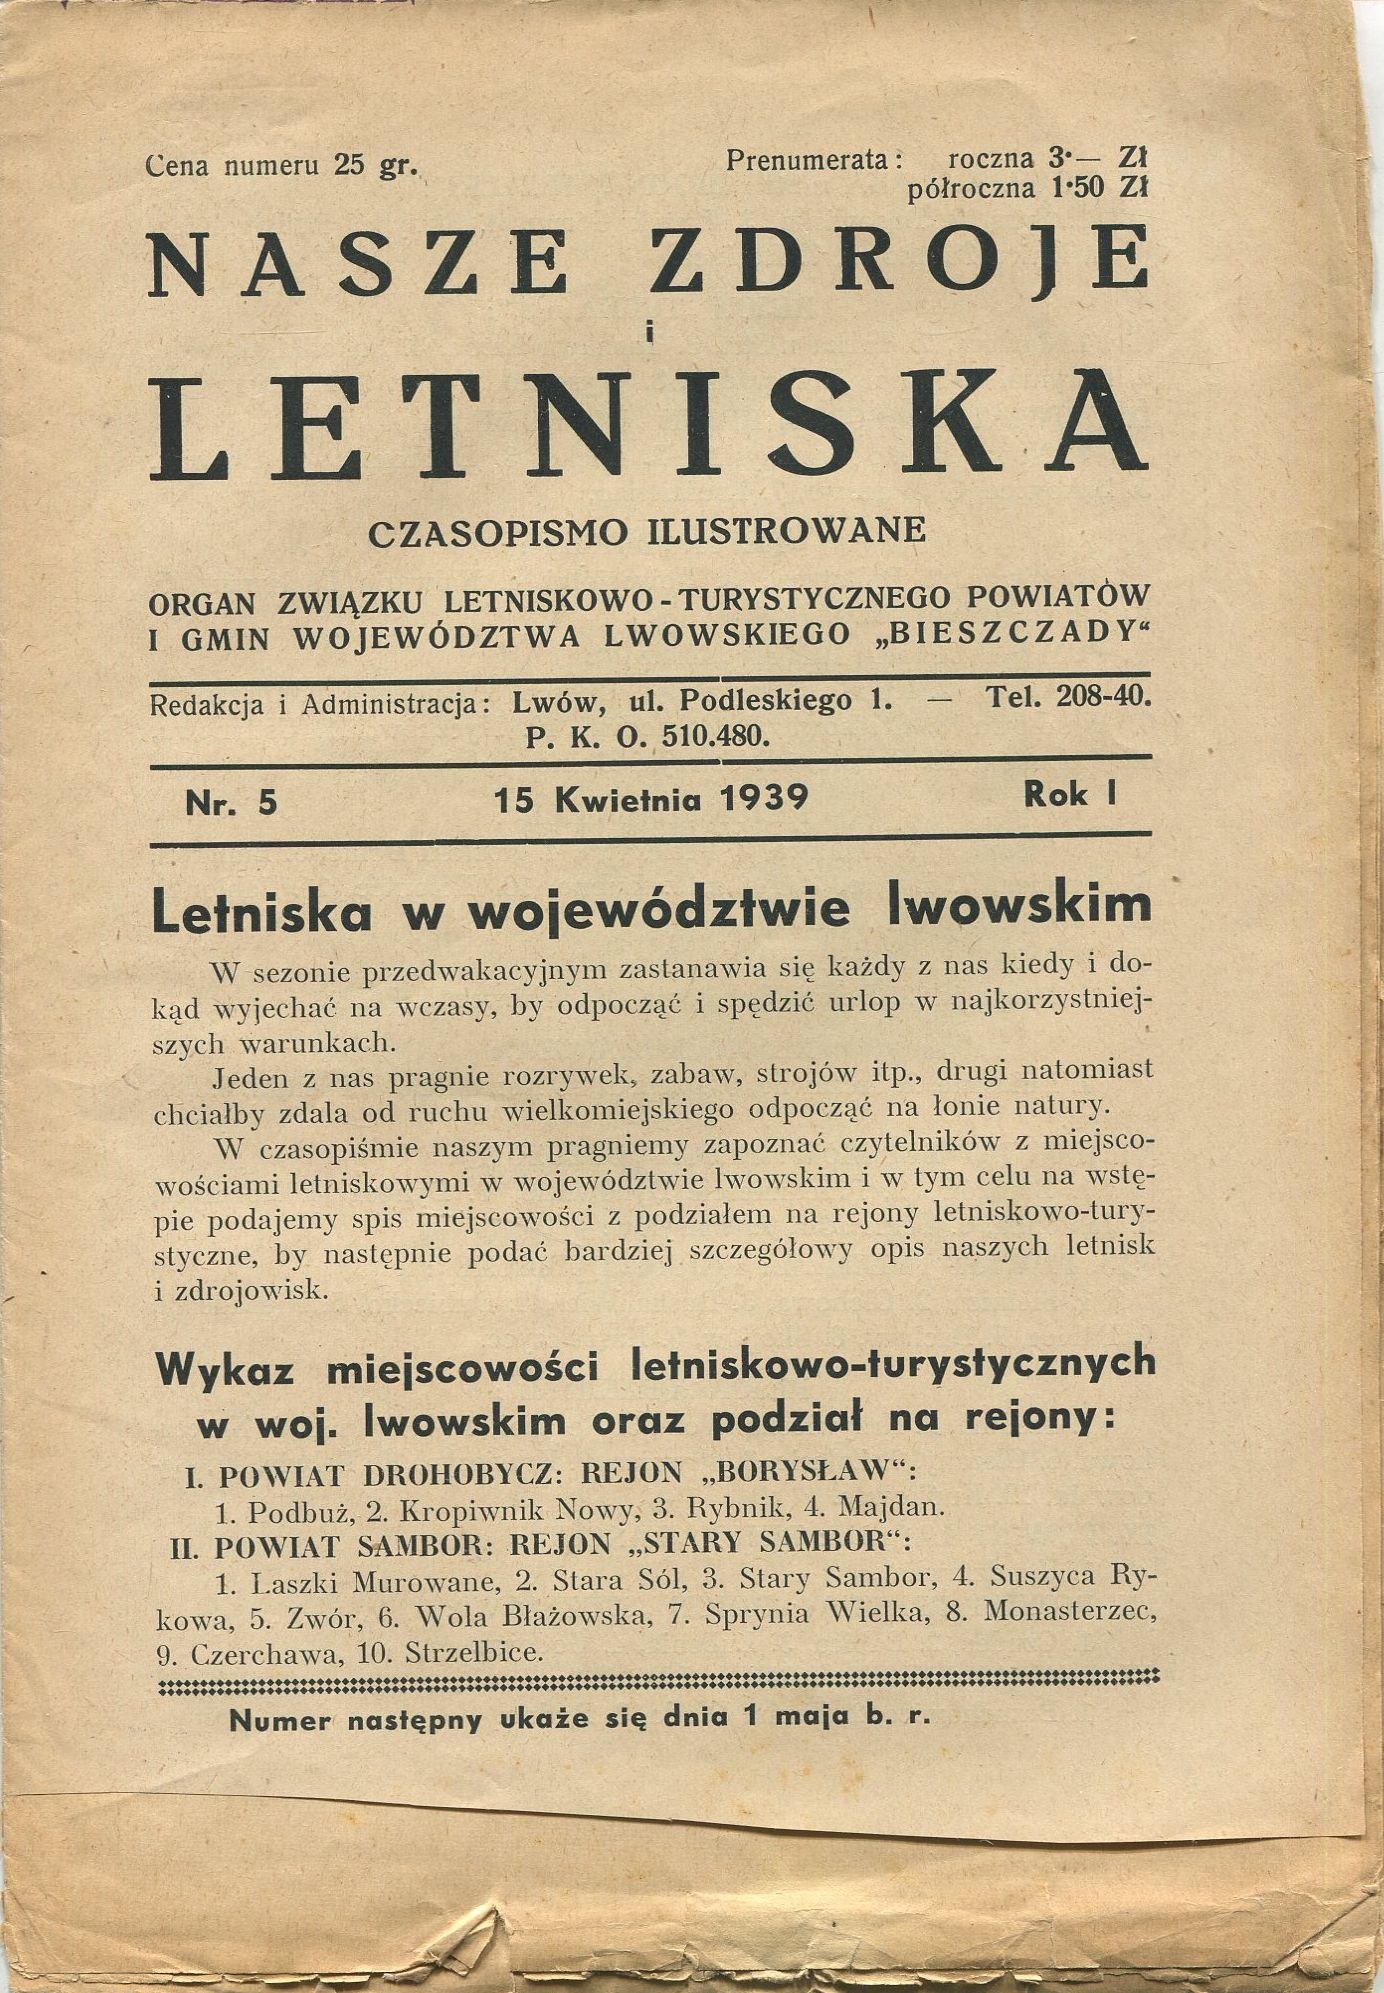 Cena numeru 25 gr.
Prenumerata: roczna 3·— Zł
półroczna 1·50 Zł
NASZE ZDROJE
i
LETNISKA
CZASOPISMO ILUSTROWANE
ORGAN ZWIĄZKU LETNISKOWO-TURYSTYCZNEGO POWIATÓW
I GMIN WOJEWÓDZTWA LWOWSKIEGO „BIESZCZADY“
Redakcja i Administracja: Lwów, ul. Podleskiego 1. — Tel. 208-40.
P. K. O. 510.480.
Nr. 5 15 Kwietnia 1939 Rok I
Letniska w województwie lwowskim
W sezonie przedwakacyjnym zastanawia się każdy z nas kiedy i do-
kąd wyjechać na wczasy, by odpocząć i spędzić urlop w najkorzystniej-
szych warunkach.
Jeden z nas pragnie rozrywek, zabaw, strojów itp., drugi natomiast
chciałby zdala od ruchu wielkomiejskiego odpocząć na łonie natury.
W czasopiśmie naszym pragniemy zapoznać czytelników z miejsco-
wościami letniskowymi w województwie lwowskim i w tym celu na wstę-
pie podajemy spis miejscowości z podziałem na rejony letniskowo-tury-
styczne, by następnie podać bardziej szczegółowy opis naszych letnisk
i zdrojowisk.
Wykaz miejscowości letniskowo-turystycznych
w woj. lwowskim oraz podział na rejony:
I. POWIAT DROHOBYCZ: REJON „BORYSŁAW“:
1. Podbuż, 2. Kropiwnik Nowy, 3. Rybnik, 4. Majdan.
II. POWIAT SAMBOR: REJON „STARY SAMBOR“:
1. Laszki Murowane, 2. Stara Sól, 3. Stary Sambor, 4. Suszyca Ry-
kowa, 5. Zwór, 6. Wola Błażowska, 7. Sprynia Wielka, 8. Monasterzec,
9. Czerchawa, 10. Strzelbice.
Numer następny ukaże się dnia 1 maja b. r.